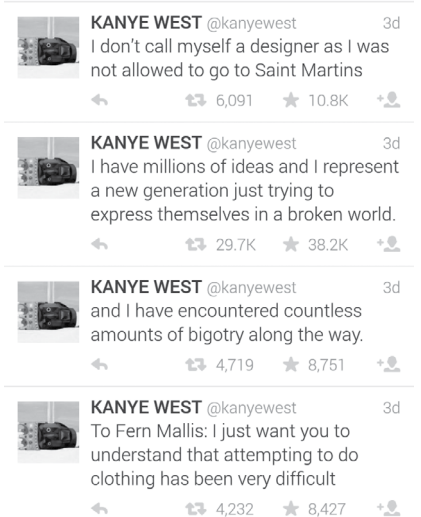 KANYE WEST @kanyewest 3d
I don't call myself a designer as I was
not allowed to go to Saint Martins
6,091 10.8K
KANYE WEST @kanyewest 3d
I have millions of ideas and I represent
a new generation just trying to
express themselves in a broken world.
29.7K 38.2K
KANYE WEST @kanyewest 3d
and I have encountered countless
amounts of bigotry along the way.
4,719 8,751
KANYE WEST @kanyewest 3d
To Fern Mallis: I just want you to
understand that attempting to do
clothing has been very difficult
4,232 8,427